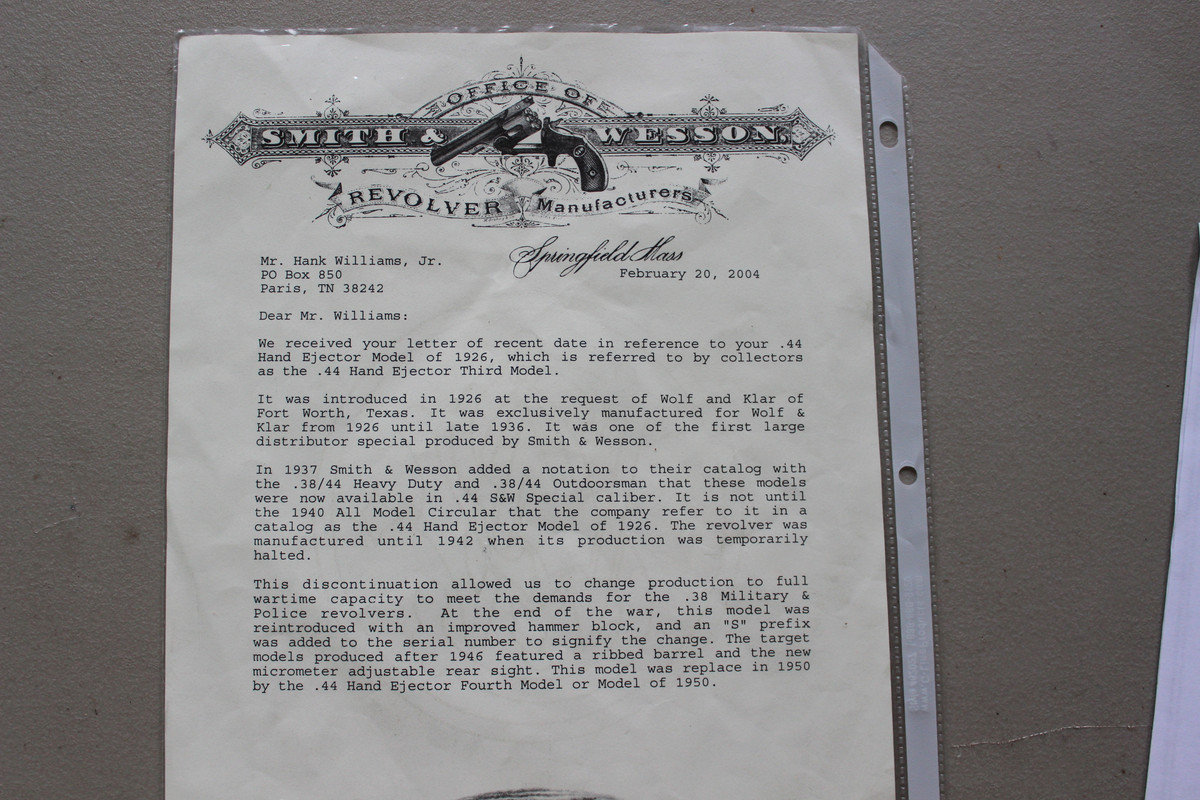 OFFICE OF
SMITH & WESSON.
REVOLVER Manufacturers
Springfield Mass
February 20, 2004
Mr. Hank Williams, Jr.
PO Box 850
Paris, TN 38242
Dear Mr. Williams:
We received your letter of recent date in reference to your .44
Hand Ejector Model of 1926, which is referred to by collectors
as the .44 Hand Ejector Third Model.
It was introduced in 1926 at the request of Wolf and Klar of
Fort Worth, Texas. It was exclusively manufactured for Wolf &
Klar from 1926 until late 1936. It was one of the first large
distributor special produced by Smith & Wesson.
In 1937 Smith & Wesson added a notation to their catalog with
the .38/44 Heavy Duty and .38/44 Outdoorsman that these models
were now available in .44 S&W Special caliber. It is not until
the 1940 All Model Circular that the company refer to it in a
catalog as the .44 Hand Ejector Model of 1926. The revolver was
manufactured until 1942 when its production was temporarily
halted.
This discontinuation allowed us to change production to full
wartime capacity to meet the demands for the .38 Military &
Police revolvers. At the end of the war, this model was
reintroduced with an improved hammer block, and an "S" prefix
was added to the serial number to signify the change. The target
models produced after 1946 featured a ribbed barrel and the new
micrometer adjustable rear sight. This model was replace in 1950
by the .44 Hand Ejector Fourth Model or Model of 1950.